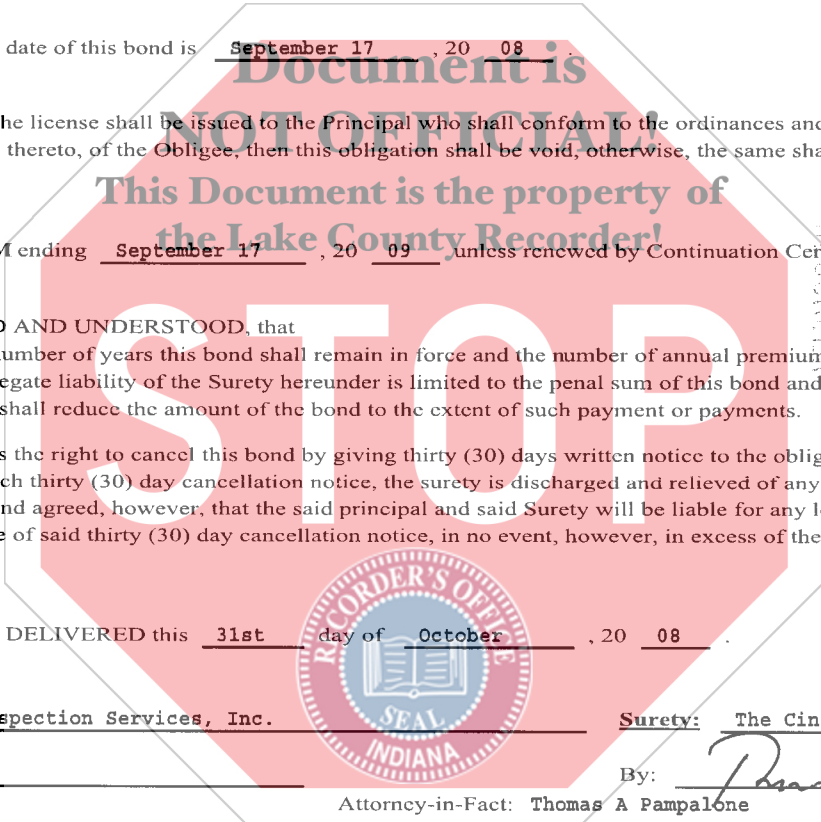 date of this bond is September 17 , 20 08 .
Document is
NOT OFFICIAL!
This Document is the property of
the Lake County Recorder!
STOP
he license shall be issued to the Principal who shall conform to the ordinances and
thereto, of the Obligee, then this obligation shall be void, otherwise, the same sha
M ending September 17 , 20 09 unless renewed by Continuation Cer
D AND UNDERSTOOD, that
umber of years this bond shall remain in force and the number of annual premium
egate liability of the Surety hereunder is limited to the penal sum of this bond and
shall reduce the amount of the bond to the extent of such payment or payments.
s the right to cancel this bond by giving thirty (30) days written notice to the oblig
ch thirty (30) day cancellation notice, the surety is discharged and relieved of any
nd agreed, however, that the said principal and said Surety will be liable for any l
e of said thirty (30) day cancellation notice, in no event, however, in excess of the
RECORDER'S OFFICE
SEAL
INDIANA
DELIVERED this 31st day of October , 20 08 .
spection Services, Inc. Surety: The Cin
By:
Attorney-in-Fact: Thomas A Pampalone